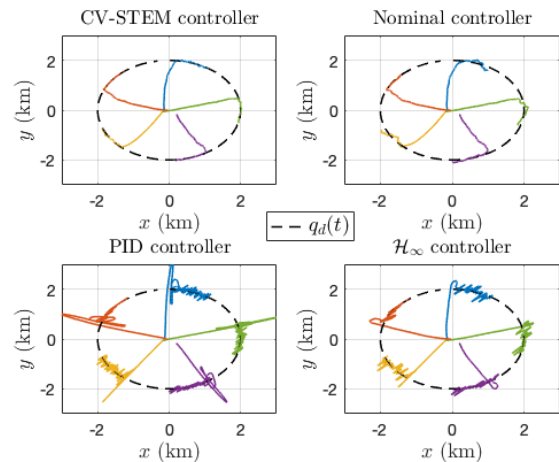 CV-STEM controller
Nominal controller
2
0
-2
y (km)
-2
0
2
x (km)
2
0
-2
y (km)
-2
0
2
x (km)
q_d(t)
PID controller
ℋ∞ controller
2
0
-2
y (km)
-2
0
2
x (km)
2
0
-2
y (km)
-2
0
2
x (km)